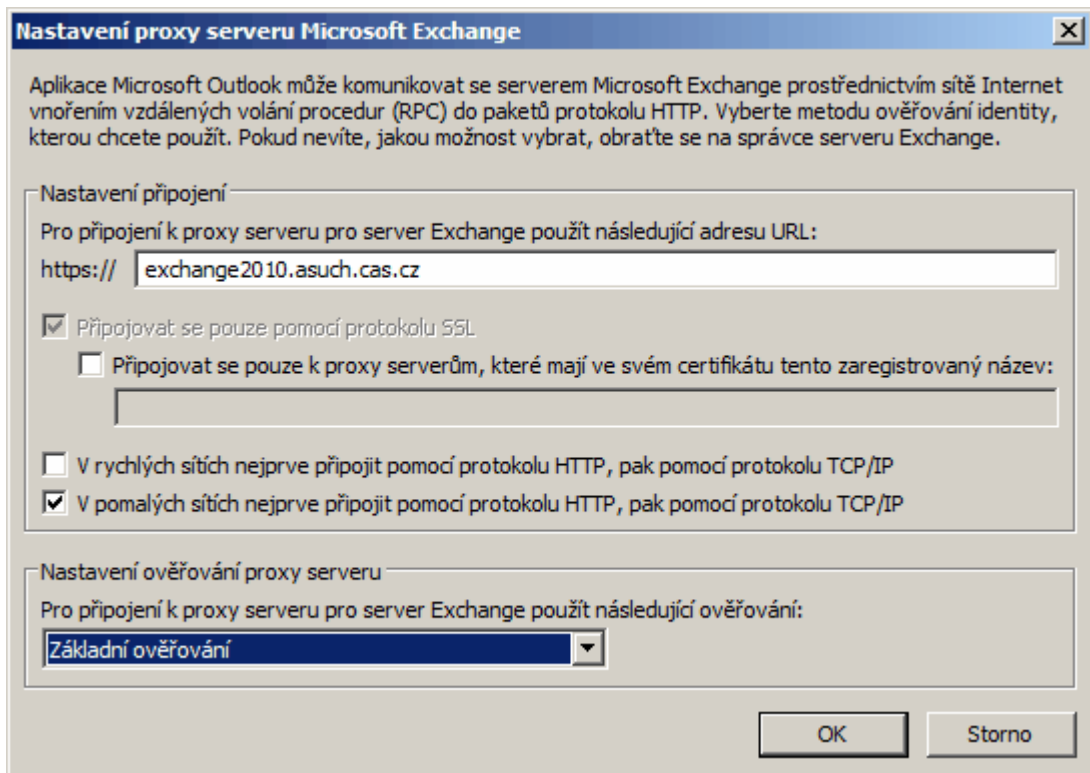 Nastavení proxy serveru Microsoft Exchange
Aplikace Microsoft Outlook může komunikovat se serverem Microsoft Exchange prostřednictvím sítě Internet
vnořením vzdálených volání procedur (RPC) do paketů protokolu HTTP. Vyberte metodu ověřování identity,
kterou chcete použít. Pokud nevíte, jakou možnost vybrat, obraťte se na správce serveru Exchange.
Nastavení připojení
Pro připojení k proxy serveru pro server Exchange použít následující adresu URL:
https:// exchange2010.asuch.cas.cz
Připojovat se pouze pomocí protokolu SSL
Připojovat se pouze k proxy serverům, které mají ve svém certifikátu tento zaregistrovaný název:
V rychlých sítích nejprve připojit pomocí protokolu HTTP, pak pomocí protokolu TCP/IP
V pomalých sítích nejprve připojit pomocí protokolu HTTP, pak pomocí protokolu TCP/IP
Nastavení ověřování proxy serveru
Pro připojení k proxy serveru pro server Exchange použít následující ověřování:
Základní ověřování
OK Storno